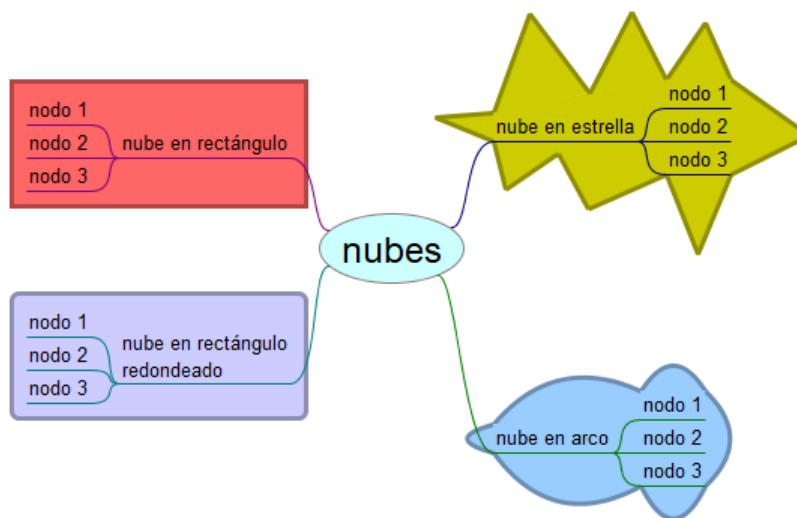 nubes
nube en rectángulo
nodo 1
nodo 2
nodo 3
nube en rectángulo
redondeado
nodo 1
nodo 2
nodo 3
nube en estrella
nodo 1
nodo 2
nodo 3
nube en arco
nodo 1
nodo 2
nodo 3